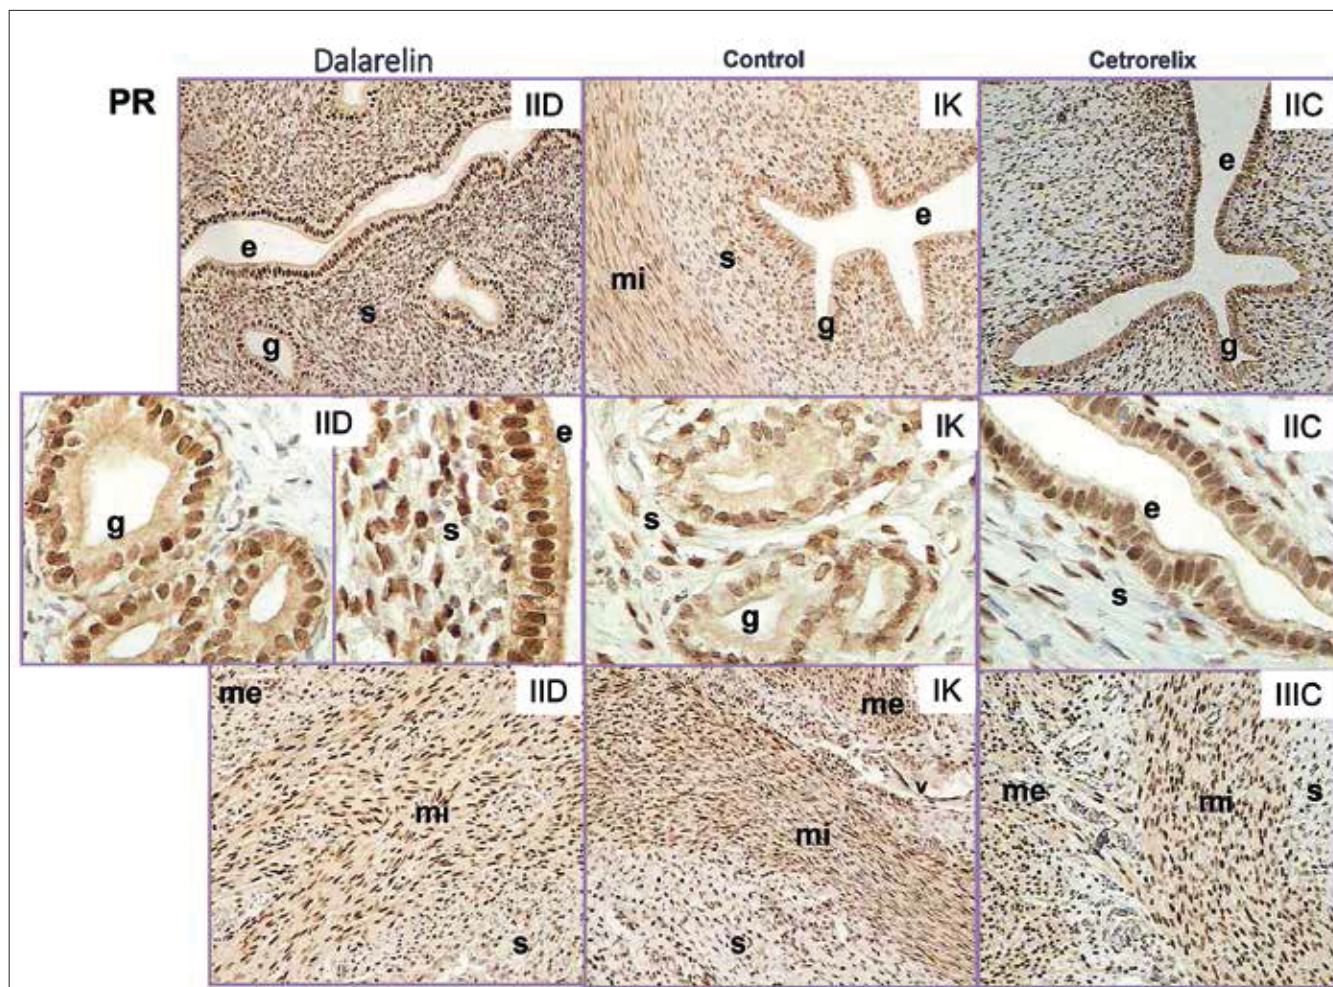 Dalarelin Control Cetrorelix
PR IID IK IIC
e
e
e
s
s
mi
g
g
g
IID IK IIC
e
g
s
s
e
g
s
me IID IK me IIIC
v
me mi s
mi
mi
s
s